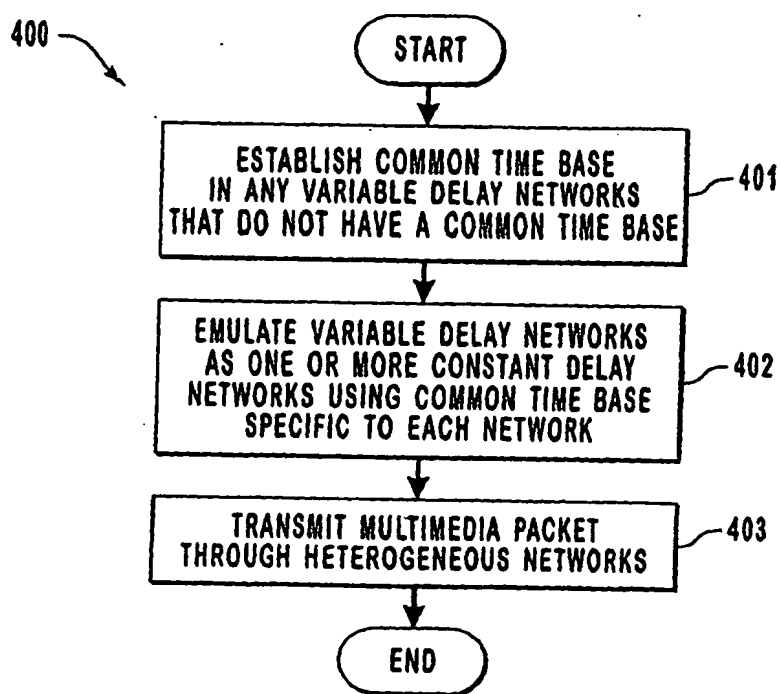 400
START
ESTABLISH COMMON TIME BASE
IN ANY VARIABLE DELAY NETWORKS
THAT DO NOT HAVE A COMMON TIME BASE
401
EMULATE VARIABLE DELAY NETWORKS
AS ONE OR MORE CONSTANT DELAY
NETWORKS USING COMMON TIME BASE
SPECIFIC TO EACH NETWORK
402
TRANSMIT MULTIMEDIA PACKET
THROUGH HETEROGENEOUS NETWORKS
403
END